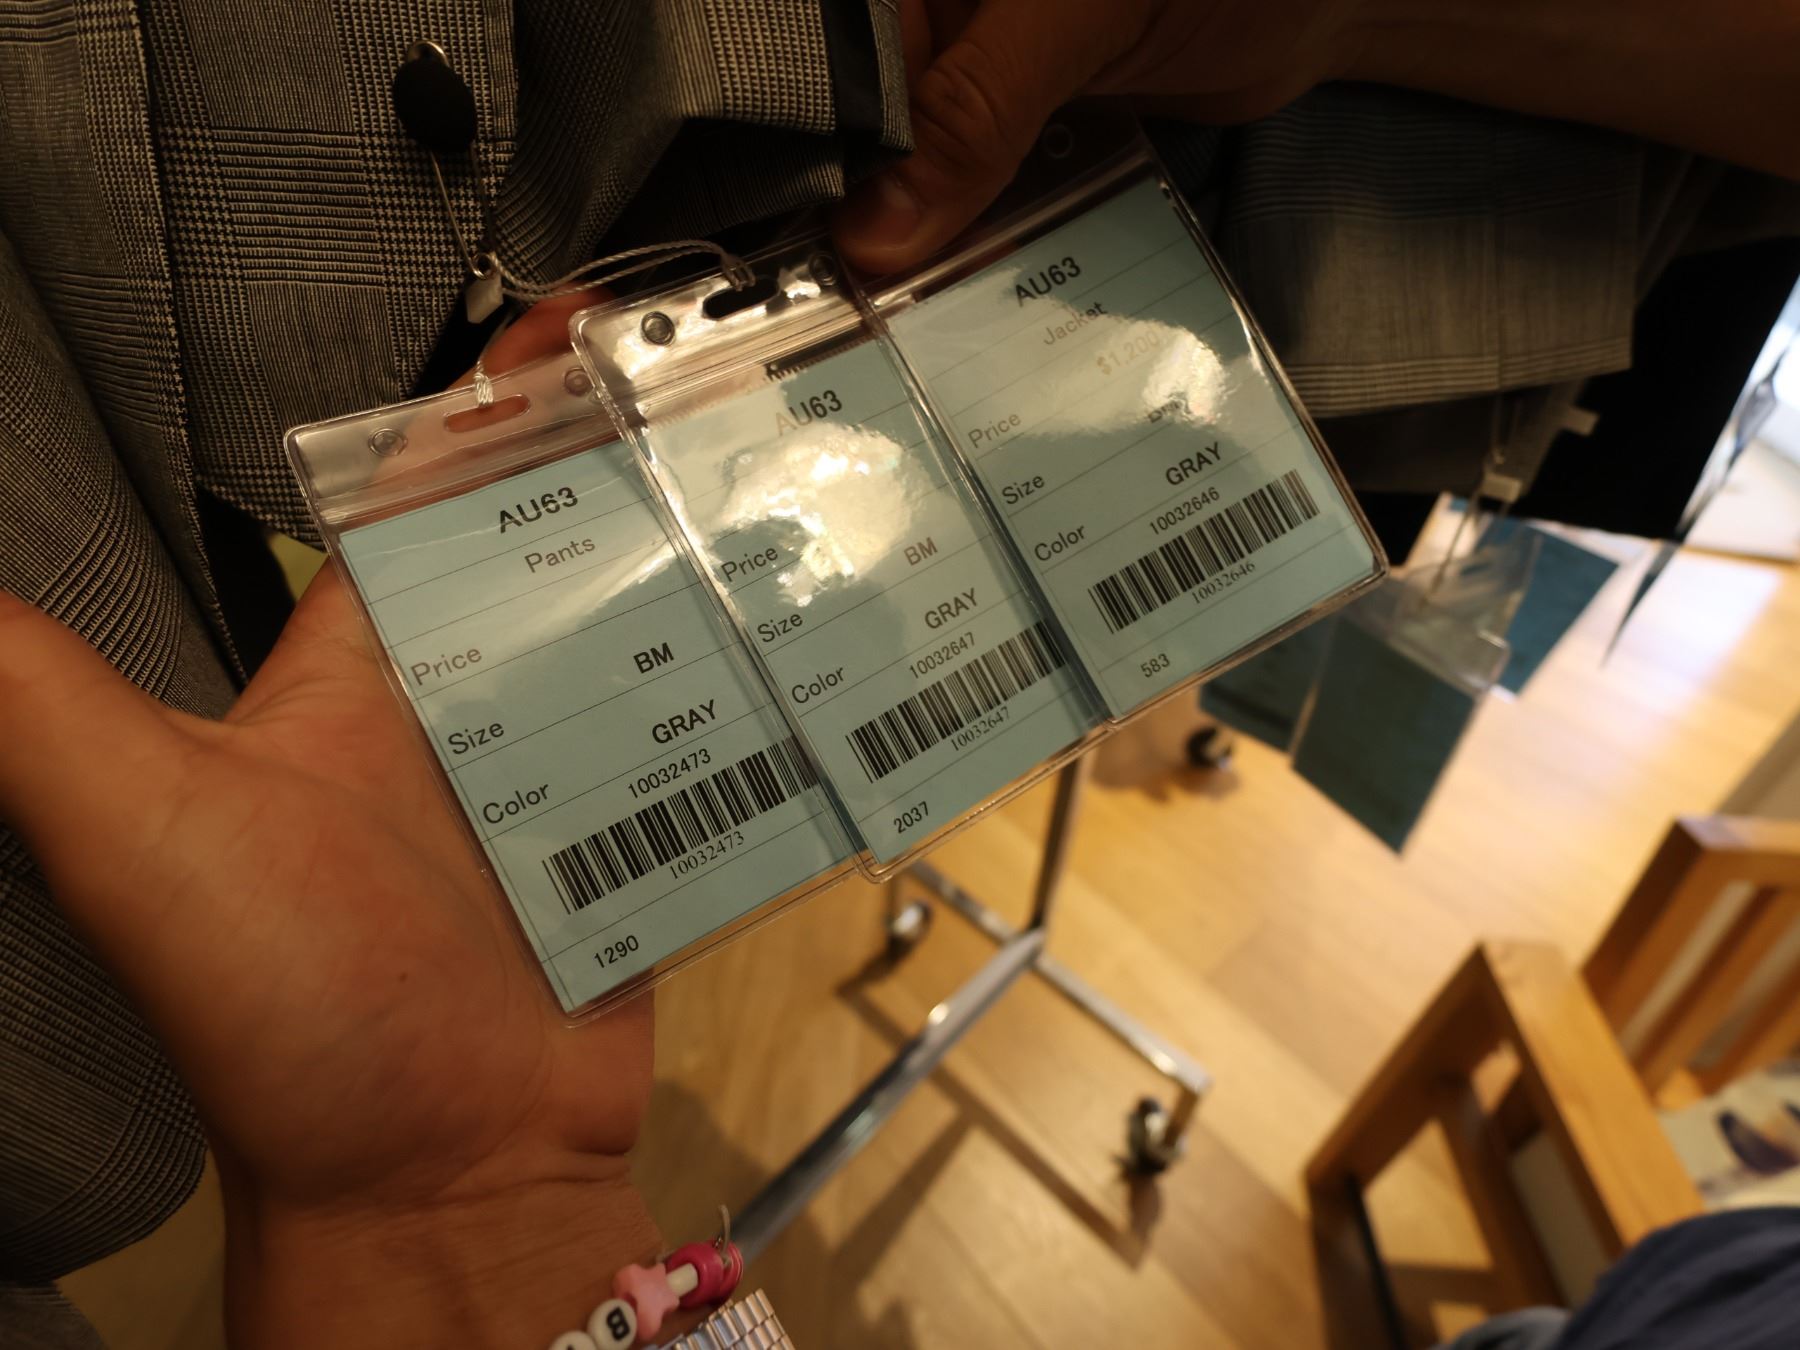 AU63
Pants
Price
Size
BM
Color
GRAY
10032473
10032473
1290
AU63
Price
Size
BM
Color
GRAY
10032647
10032647
2037
AU63
Jacket
$1,200
Price
Size
Color
GRAY
10032646
10032646
583
B